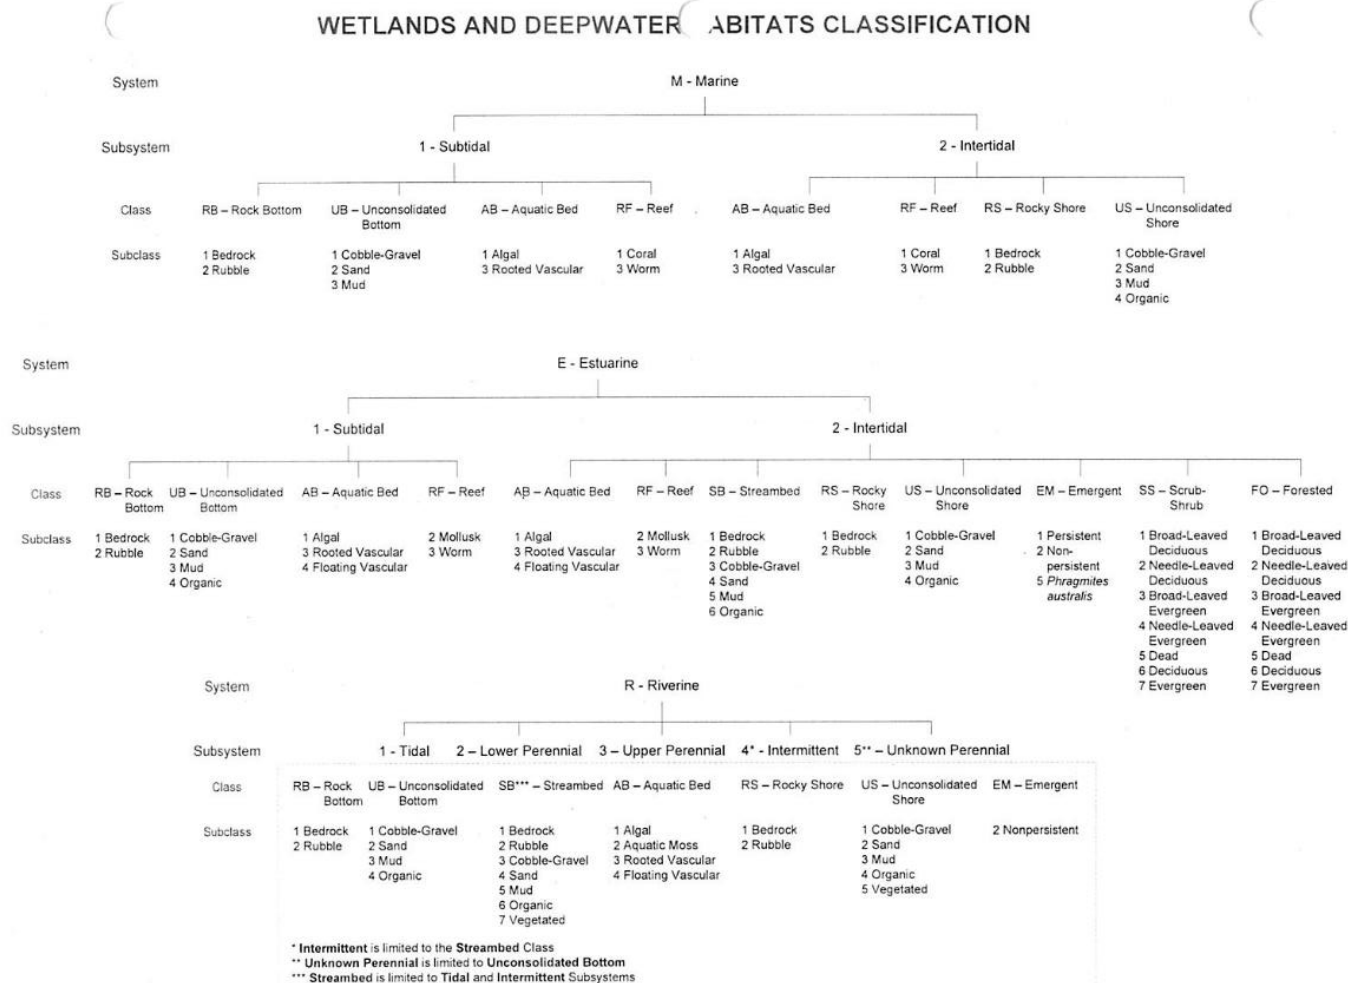 WETLANDS AND DEEPWATER ABITATS CLASSIFICATION
System
M - Marine
Subsystem
1 - Subtidal
2 - Intertidal
Class
RB – Rock Bottom
UB – Unconsolidated
Bottom
AB – Aquatic Bed
RF – Reef
AB – Aquatic Bed
RF – Reef
RS – Rocky Shore
US – Unconsolidated
Shore
Subclass
1 Bedrock
2 Rubble
1 Cobble-Gravel
2 Sand
3 Mud
1 Algal
3 Rooted Vascular
1 Coral
3 Worm
1 Algal
3 Rooted Vascular
1 Coral
3 Worm
1 Bedrock
2 Rubble
1 Cobble-Gravel
2 Sand
3 Mud
4 Organic
System
E - Estuarine
Subsystem
1 - Subtidal
2 - Intertidal
Class
RB – Rock
Bottom
UB – Unconsolidated
Bottom
AB – Aquatic Bed
RF – Reef
AB – Aquatic Bed
RF – Reef
SB – Streambed
RS – Rocky
Shore
US – Unconsolidated
Shore
EM – Emergent
SS – Scrub-
Shrub
FO – Forested
Subclass
1 Bedrock
2 Rubble
1 Cobble-Gravel
2 Sand
3 Mud
4 Organic
1 Algal
3 Rooted Vascular
4 Floating Vascular
2 Mollusk
3 Worm
1 Algal
3 Rooted Vascular
4 Floating Vascular
2 Mollusk
3 Worm
1 Bedrock
2 Rubble
3 Cobble-Gravel
4 Sand
5 Mud
6 Organic
1 Bedrock
2 Rubble
1 Cobble-Gravel
2 Sand
3 Mud
4 Organic
1 Persistent
2 Non-
persistent
5 Phragmites
australis
1 Broad-Leaved
Deciduous
2 Needle-Leaved
Deciduous
3 Broad-Leaved
Evergreen
4 Needle-Leaved
Evergreen
5 Dead
6 Deciduous
7 Evergreen
1 Broad-Leaved
Deciduous
2 Needle-Leaved
Deciduous
3 Broad-Leaved
Evergreen
4 Needle-Leaved
Evergreen
5 Dead
6 Deciduous
7 Evergreen
System
R - Riverine
Subsystem
1 - Tidal
2 – Lower Perennial
3 – Upper Perennial
4* - Intermittent
5** – Unknown Perennial
Class
RB – Rock
Bottom
UB – Unconsolidated
Bottom
SB*** – Streambed
AB – Aquatic Bed
RS – Rocky Shore
US – Unconsolidated
Shore
EM – Emergent
Subclass
1 Bedrock
2 Rubble
1 Cobble-Gravel
2 Sand
3 Mud
4 Organic
1 Bedrock
2 Rubble
3 Cobble-Gravel
4 Sand
5 Mud
6 Organic
7 Vegetated
1 Algal
2 Aquatic Moss
3 Rooted Vascular
4 Floating Vascular
1 Bedrock
2 Rubble
1 Cobble-Gravel
2 Sand
3 Mud
4 Organic
5 Vegetated
2 Nonpersistent
* Intermittent is limited to the Streambed Class
** Unknown Perennial is limited to Unconsolidated Bottom
*** Streambed is limited to Tidal and Intermittent Subsystems